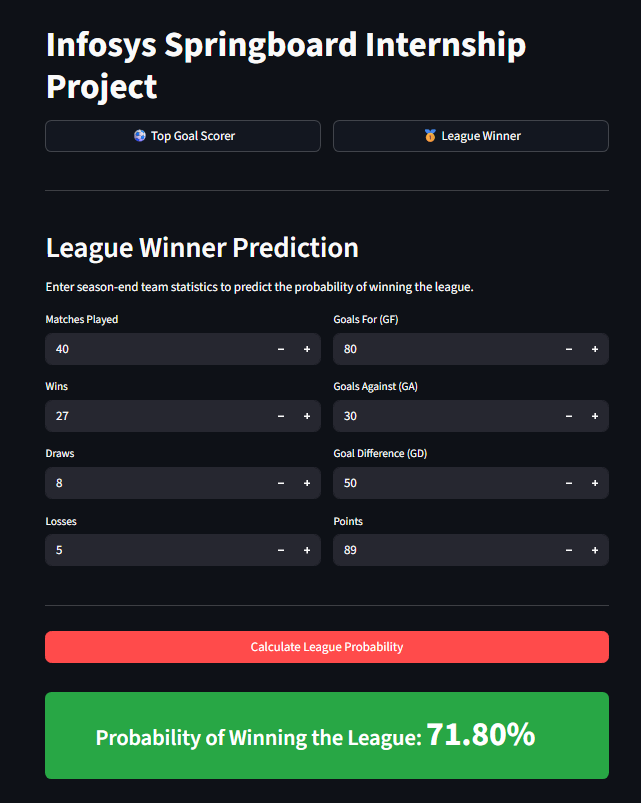 Infosys Springboard Internship
Project
⚽ Top Goal Scorer
🏅 League Winner
League Winner Prediction
Enter season-end team statistics to predict the probability of winning the league.
Matches Played
40 − +
Goals For (GF)
80 − +
Wins
27 − +
Goals Against (GA)
30 − +
Draws
8 − +
Goal Difference (GD)
50 − +
Losses
5 − +
Points
89 − +
Calculate League Probability
Probability of Winning the League: 71.80%